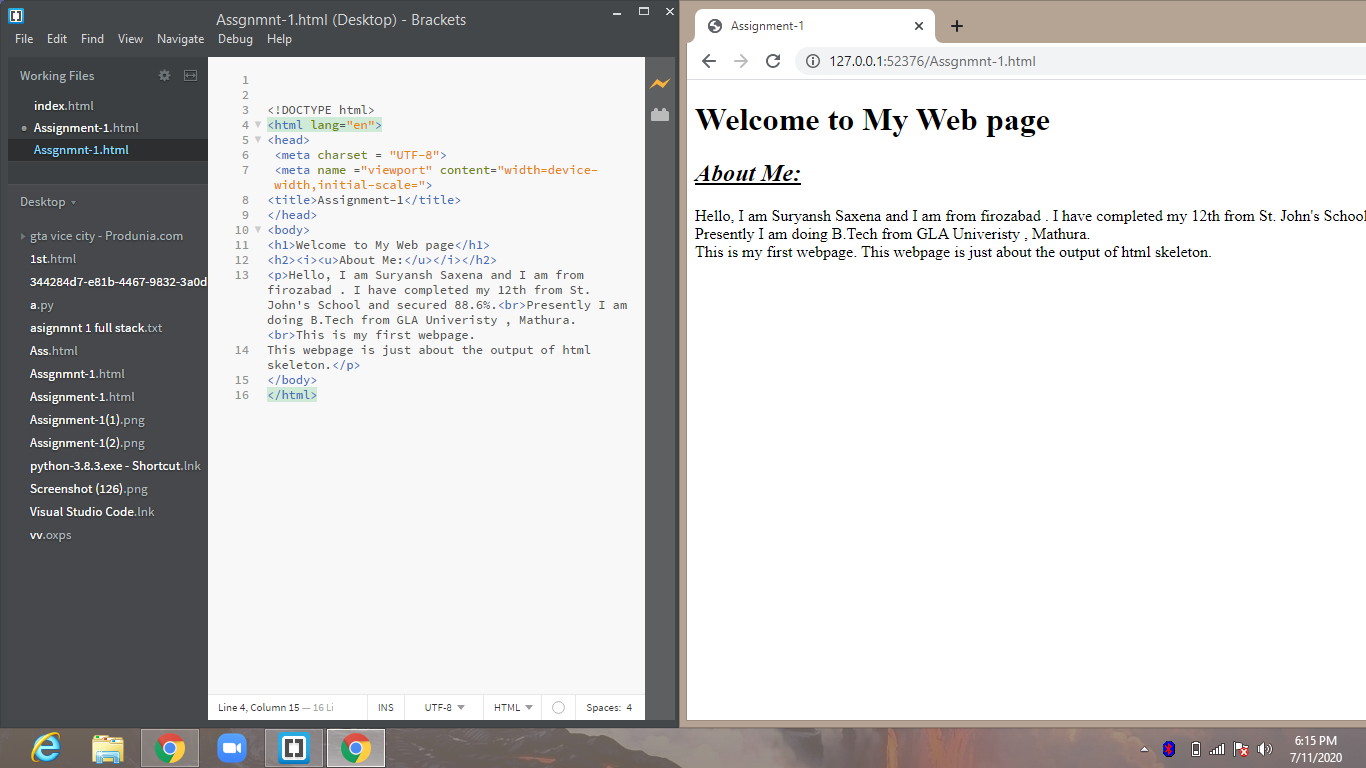 Assgnmnt-1.html (Desktop) - Brackets
File Edit Find View Navigate Debug Help
Working Files
index.html
Assignment-1.html
Assgnmnt-1.html
Desktop
gta vice city - Produnia.com
1st.html
344284d7-e81b-4467-9832-3a0d
a.py
asignmnt 1 full stack.txt
Ass.html
Assgnmnt-1.html
Assignment-1.html
Assignment-1(1).png
Assignment-1(2).png
python-3.8.3.exe - Shortcut.lnk
Screenshot (126).png
Visual Studio Code.lnk
vv.oxps
1
2
3 <!DOCTYPE html>
4 <html lang="en">
5 <head>
6 <meta charset = "UTF-8">
7 <meta name ="viewport" content="width=device-
width,initial-scale=">
8 <title>Assignment-1</title>
9 </head>
10 <body>
11 <h1>Welcome to My Web page</h1>
12 <h2><i><u>About Me:</u></i></h2>
13 <p>Hello, I am Suryansh Saxena and I am from
firozabad . I have completed my 12th from St.
John's School and secured 88.6%.<br>Presently I am
doing B.Tech from GLA Univeristy , Mathura.
<br>This is my first webpage.
14 This webpage is just about the output of html
skeleton.</p>
15 </body>
16 </html>
Line 4, Column 15 — 16 Li INS UTF-8 HTML Spaces: 4
Assignment-1
127.0.0.1:52376/Assgnmnt-1.html
Welcome to My Web page
About Me:
Hello, I am Suryansh Saxena and I am from firozabad . I have completed my 12th from St. John's School
Presently I am doing B.Tech from GLA Univeristy , Mathura.
This is my first webpage. This webpage is just about the output of html skeleton.
6:15 PM
7/11/2020